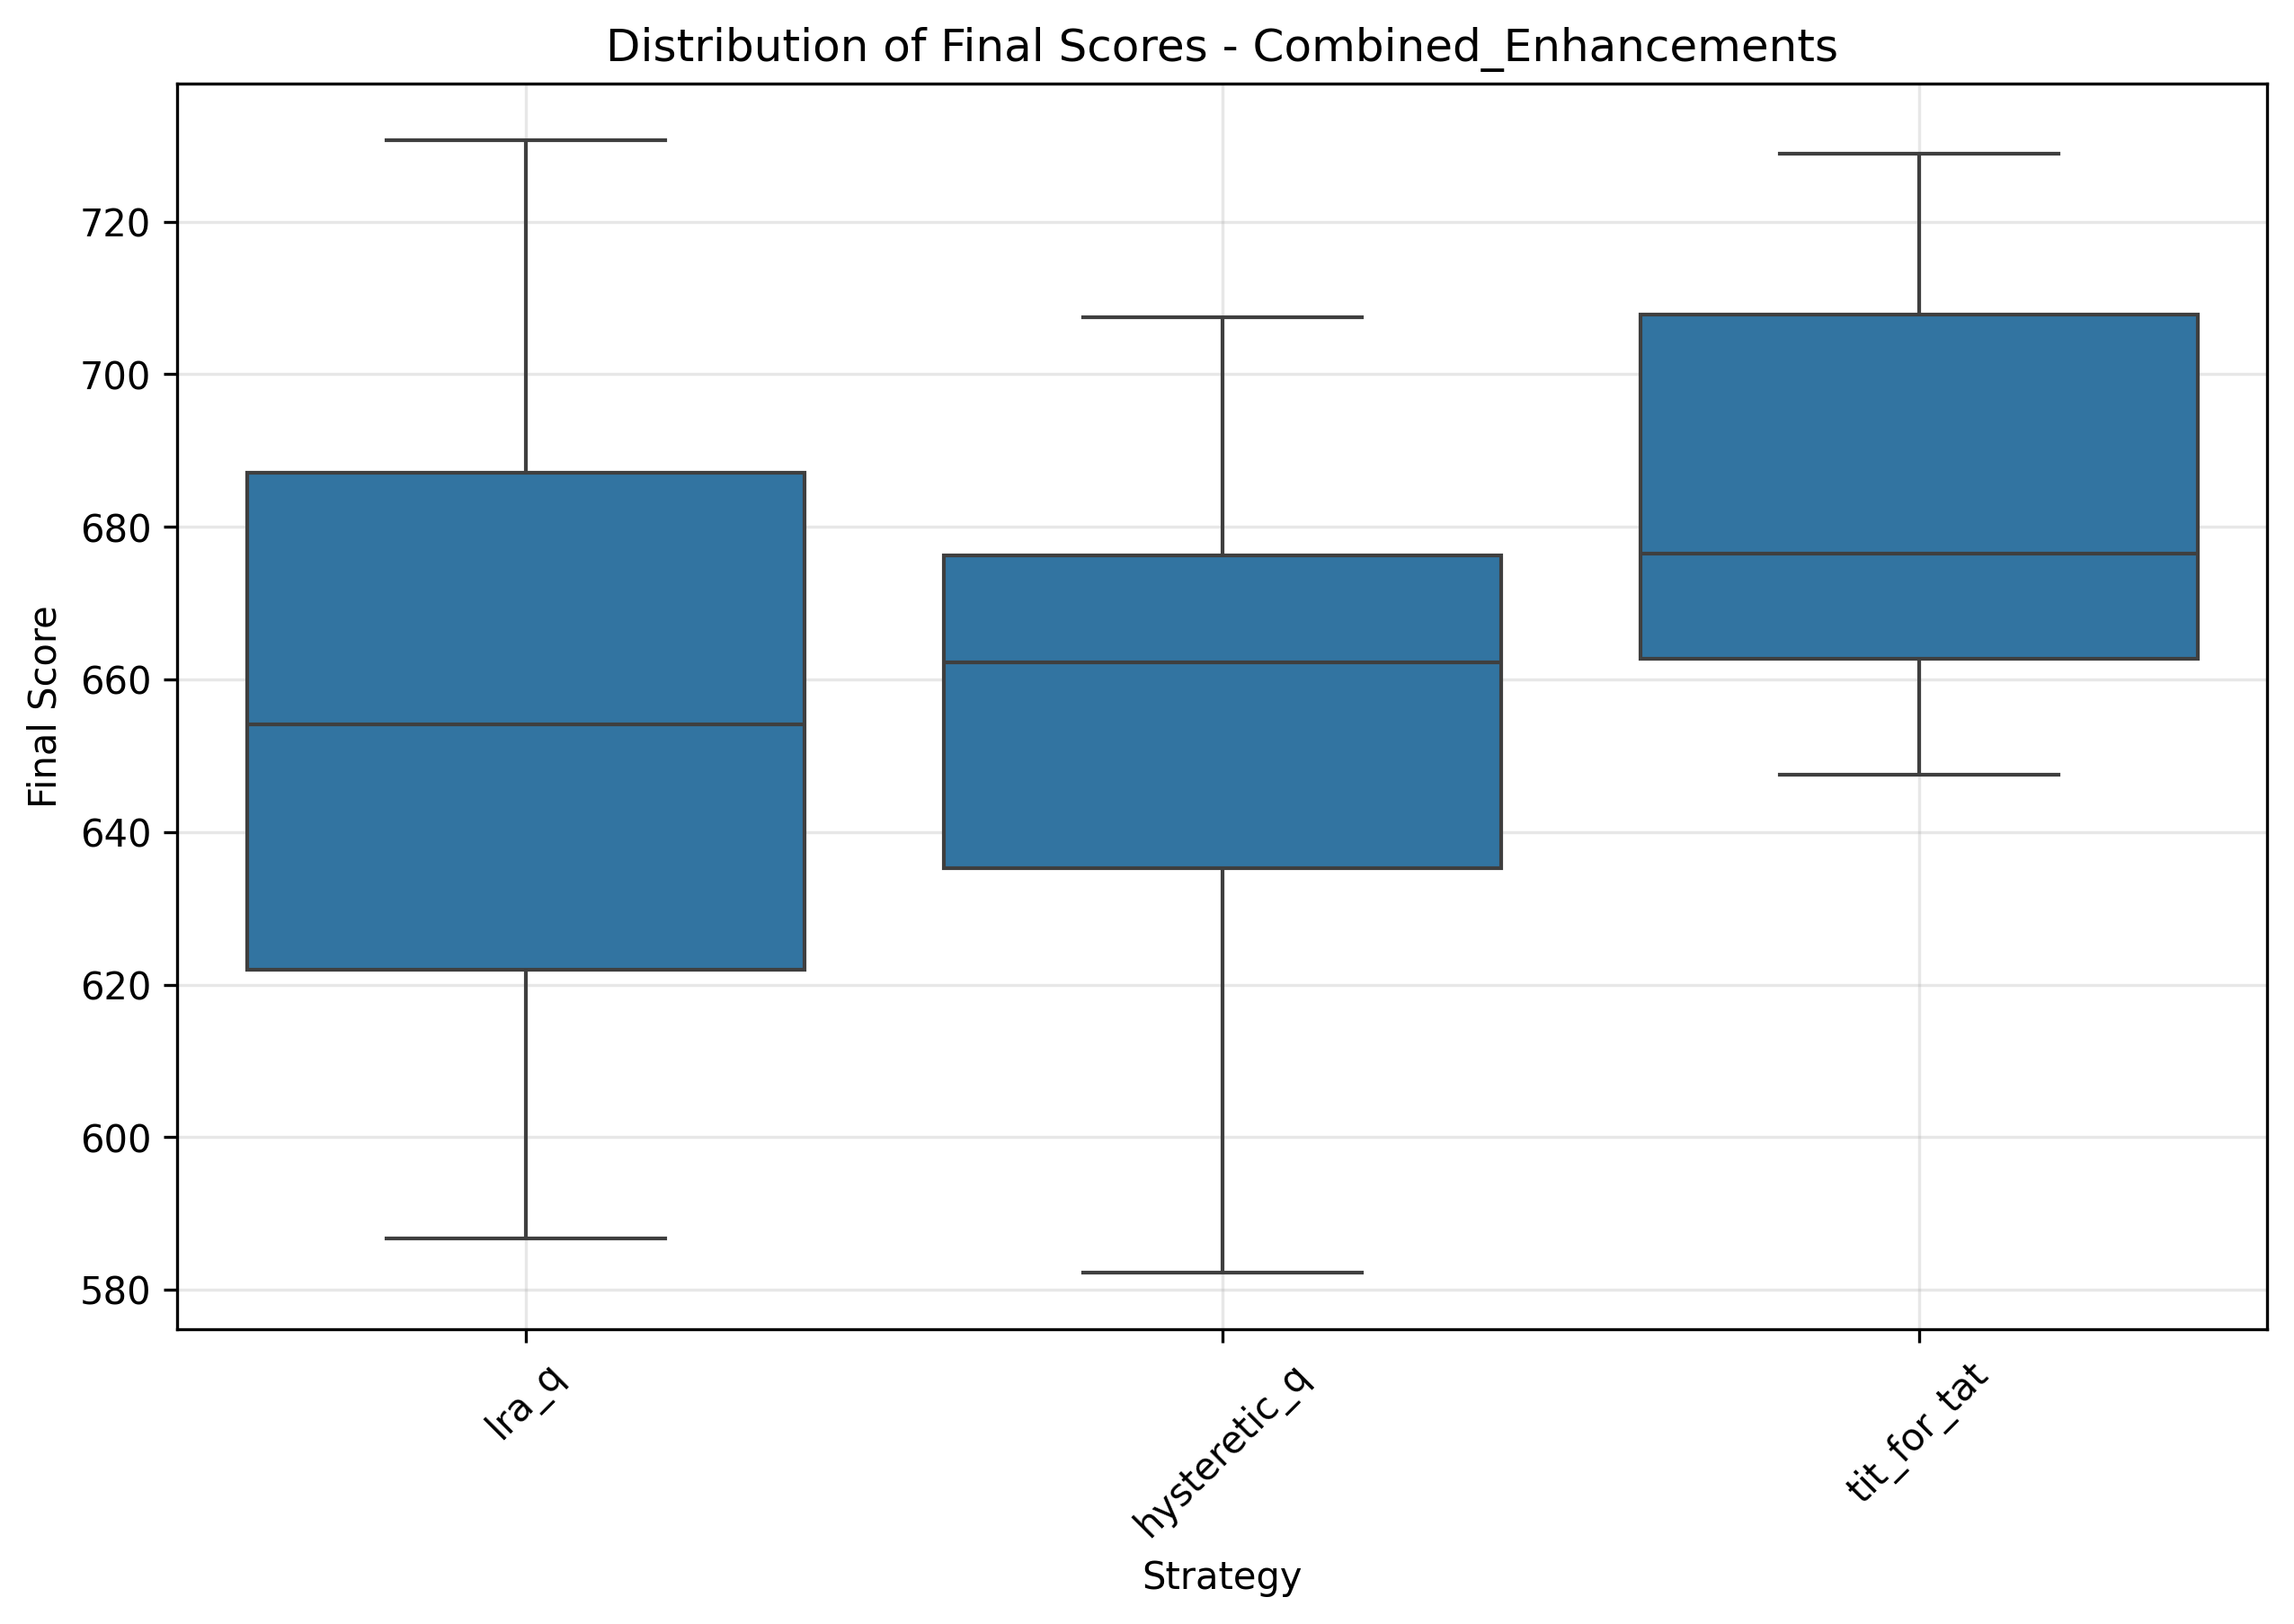 Distribution of Final Scores - Combined_Enhancements
Final Score
720
700
680
660
640
620
600
580
lra_q
hysteretic_q
tit_for_tat
Strategy